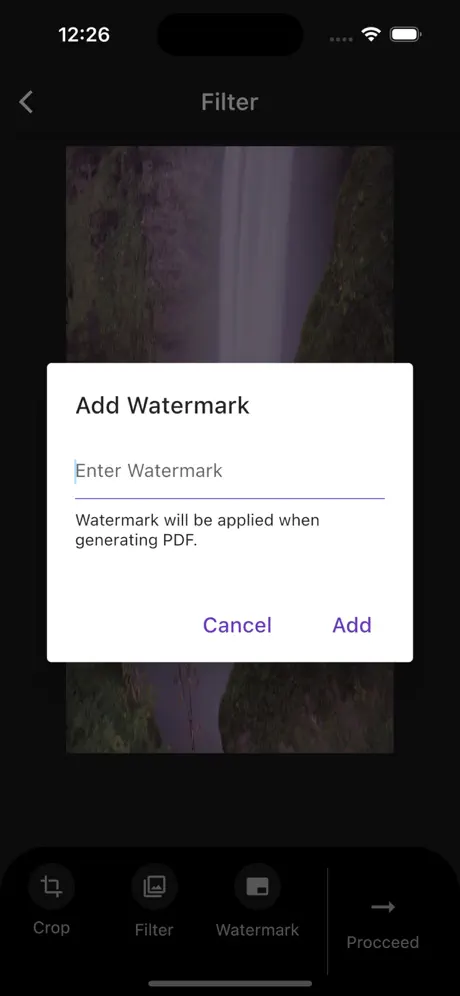 12:26
Filter
Add Watermark
Enter Watermark
Watermark will be applied when
generating PDF.
Cancel
Add
Crop
Filter
Watermark
Procceed